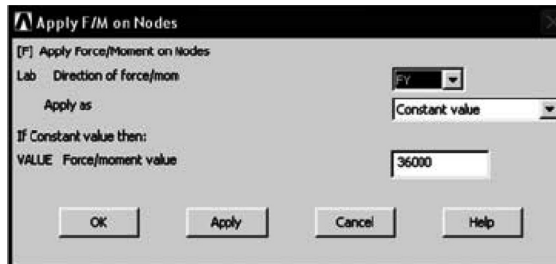 Apply F/M on Nodes
[F] Apply Force/Moment on Nodes
Lab Direction of force/mom FY
Apply as Constant value
If Constant value then:
VALUE Force/moment value 36000
OK Apply Cancel Help